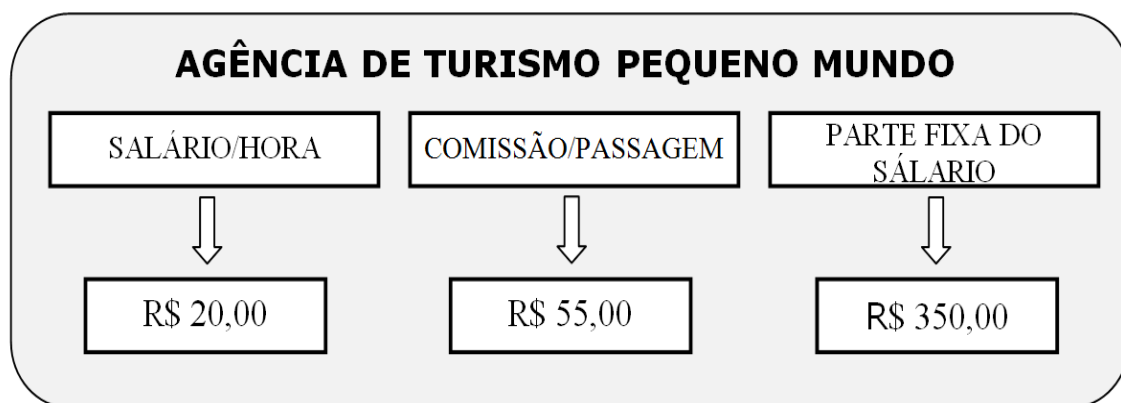 AGÊNCIA DE TURISMO PEQUENO MUNDO
SALÁRIO/HORA
COMISSÃO/PASSAGEM
PARTE FIXA DO
SÁLARIO
R$ 20,00
R$ 55,00
R$ 350,00